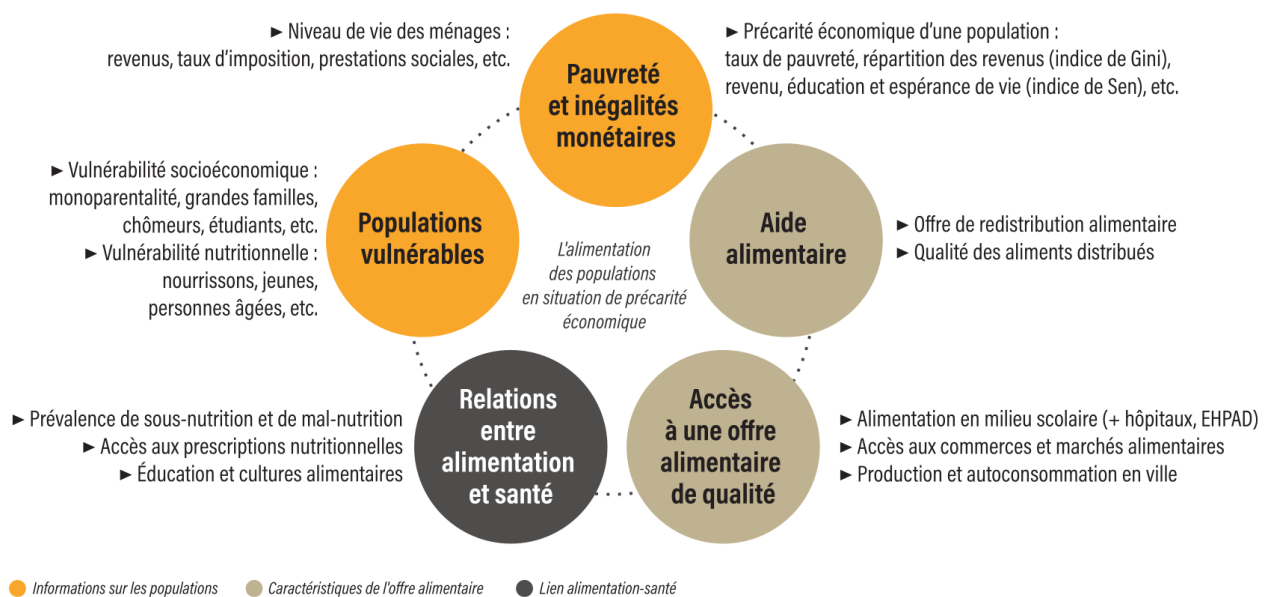 ► Niveau de vie des ménages :
revenus, taux d'imposition, prestations sociales, etc.
Pauvreté
et inégalités
monétaires
► Précarité économique d'une population :
taux de pauvreté, répartition des revenus (indice de Gini),
revenu, éducation et espérance de vie (indice de Sen), etc.
► Vulnérabilité socioéconomique :
monoparentalité, grandes familles,
chômeurs, étudiants, etc.
► Vulnérabilité nutritionnelle :
nourrissons, jeunes,
personnes âgées, etc.
Populations
vulnérables
L'alimentation
des populations
en situation de précarité
économique
Aide
alimentaire
► Offre de redistribution alimentaire
► Qualité des aliments distribués
► Prévalence de sous-nutrition et de mal-nutrition
► Accès aux prescriptions nutritionnelles
► Éducation et cultures alimentaires
Relations
entre
alimentation
et santé
Accès
à une offre
alimentaire
de qualité
► Alimentation en milieu scolaire (+ hôpitaux, EHPAD)
► Accès aux commerces et marchés alimentaires
► Production et autoconsommation en ville
Informations sur les populations
Caractéristiques de l'offre alimentaire
Lien alimentation-santé